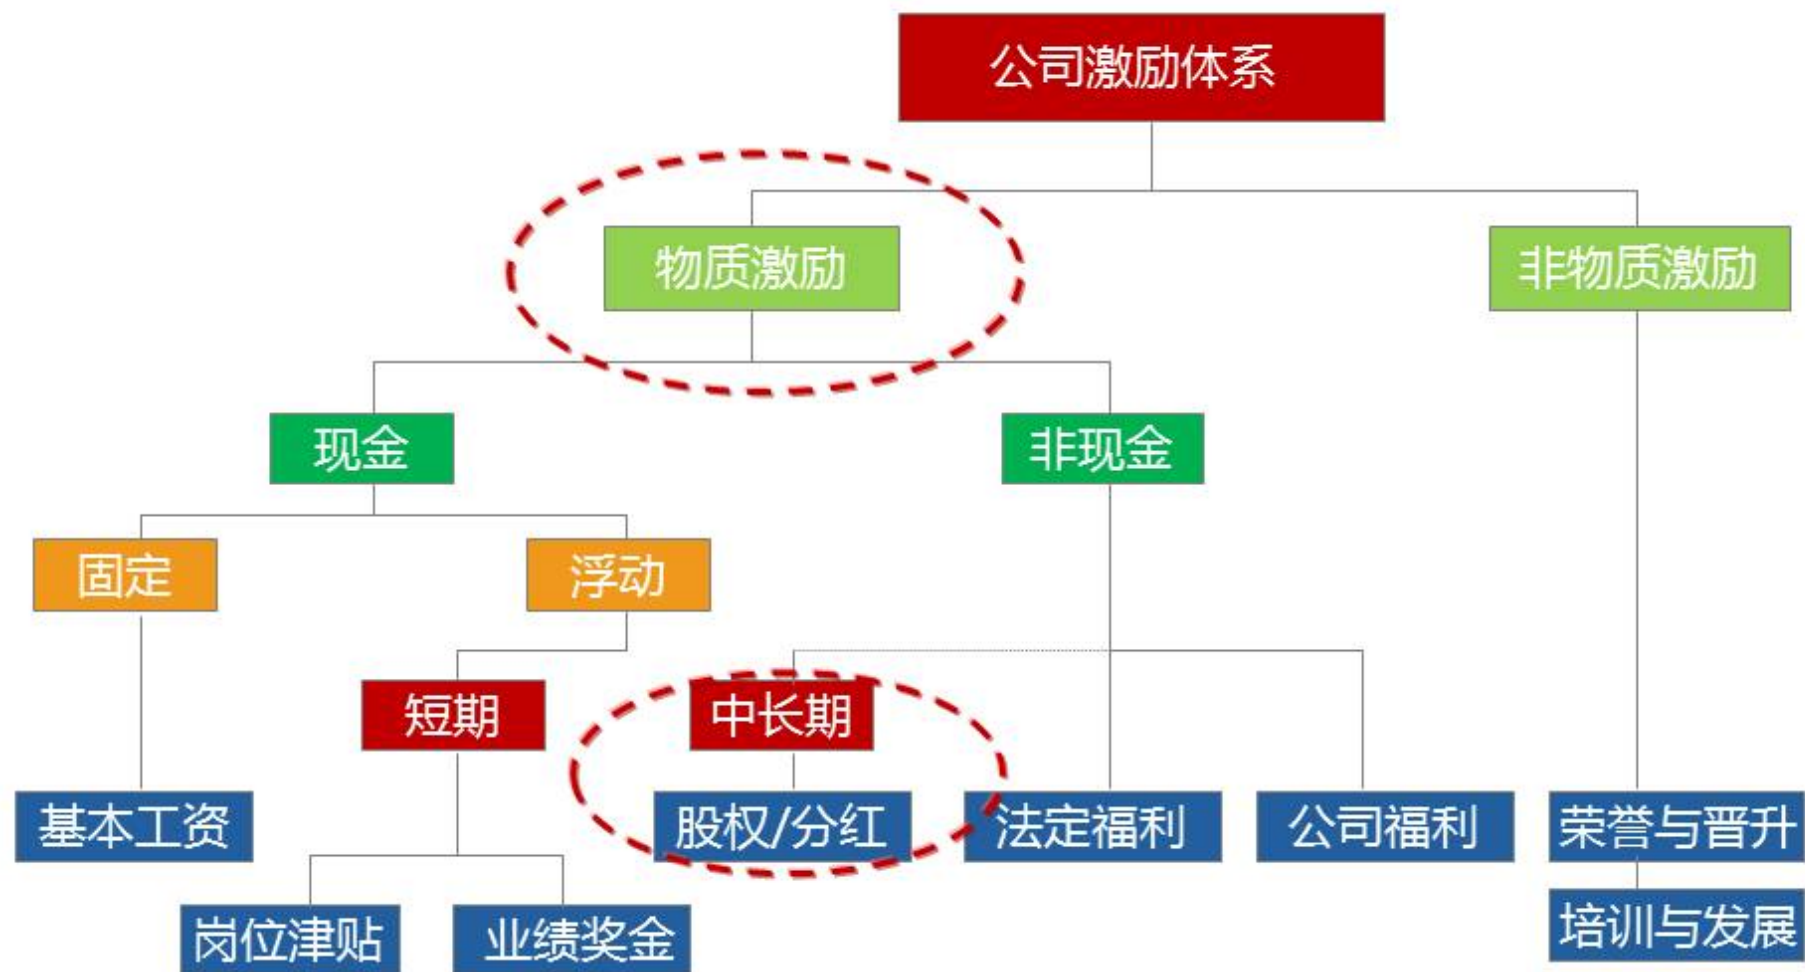 公司激励体系
物质激励
非物质激励
现金
非现金
固定
浮动
短期
中长期
基本工资
股权/分红
法定福利
公司福利
荣誉与晋升
岗位津贴
业绩奖金
培训与发展